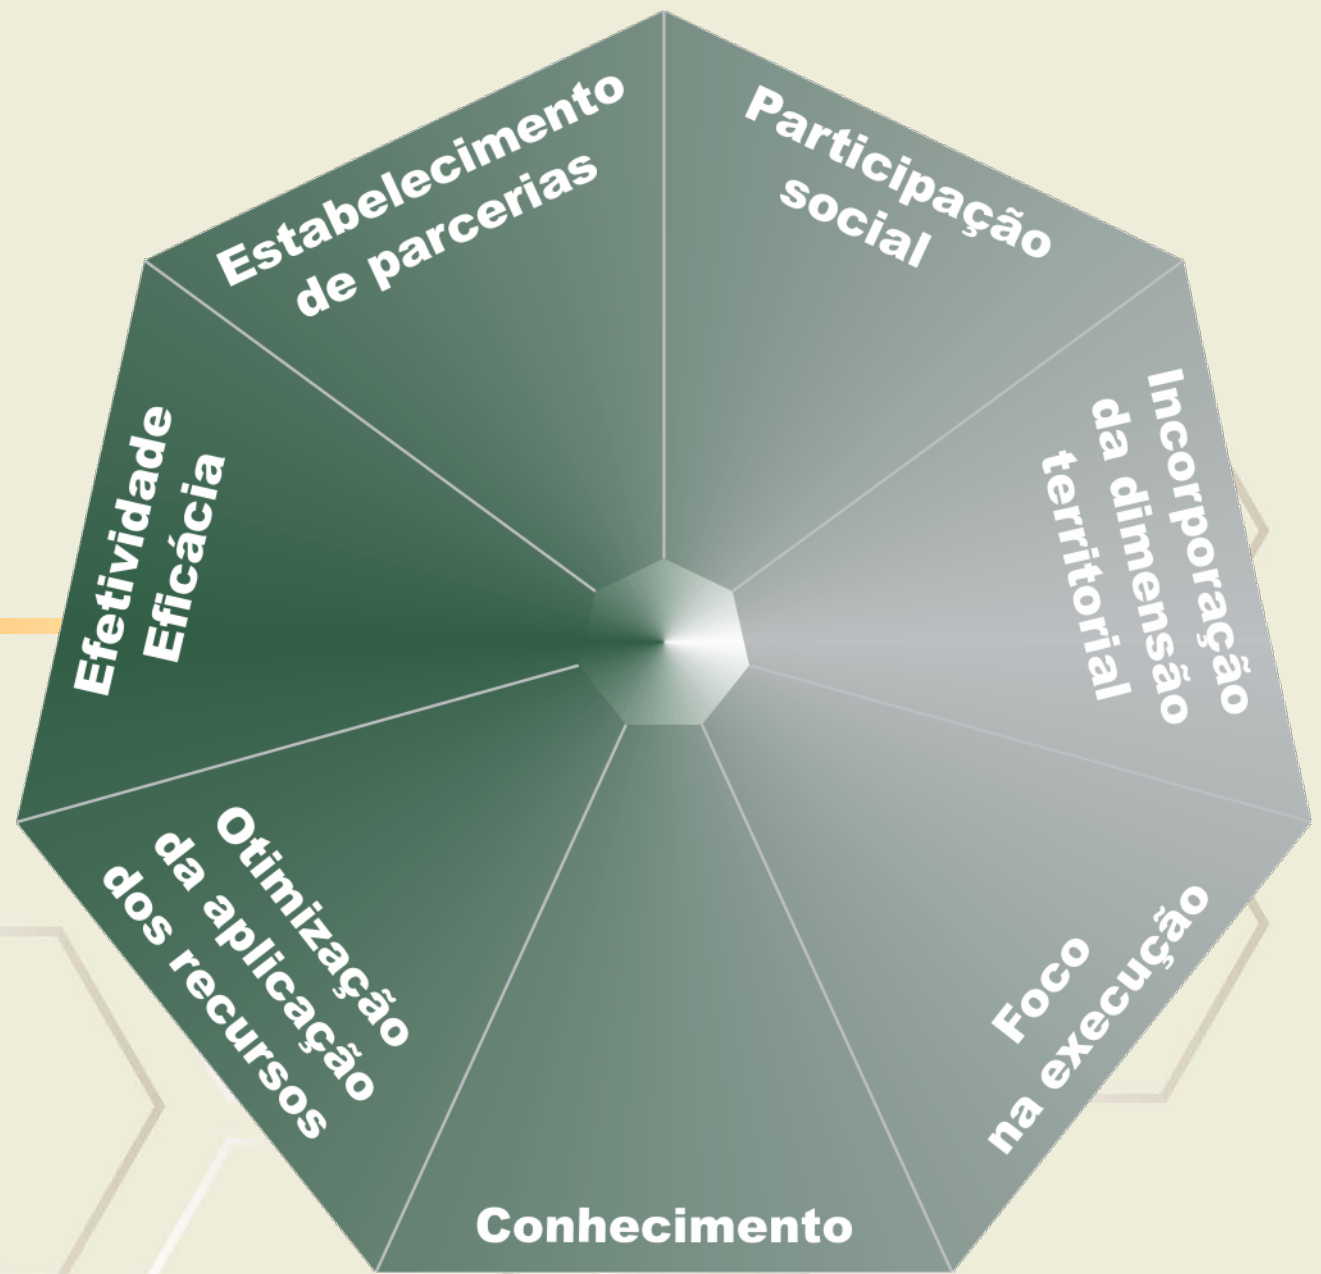 Estabelecimento
de parcerias
Participação
social
Incorporação
da dimensão
territorial
Foco
na execução
Conhecimento
Otimização
da aplicação
dos recursos
Efetividade
Eficácia